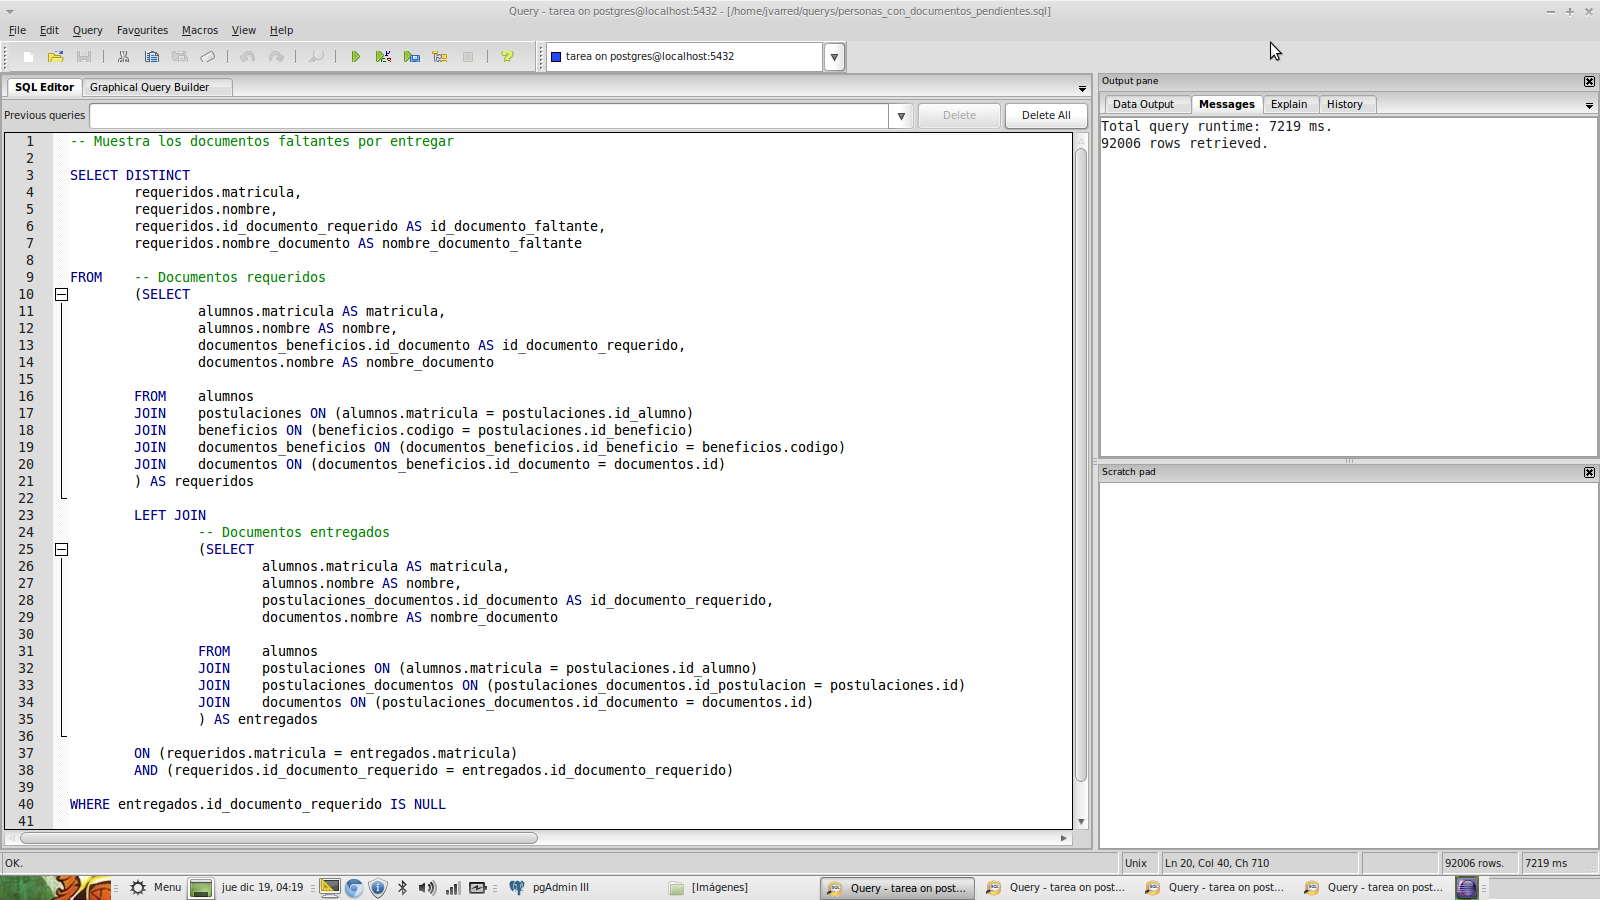 Query - tarea on postgres@localhost:5432 - [/home/jvarred/querys/personas_con_documentos_pendientes.sql]
File Edit Query Favourites Macros View Help
tarea on postgres@localhost:5432
SQL Editor Graphical Query Builder
Previous queries Delete Delete All
1 -- Muestra los documentos faltantes por entregar
2
3 SELECT DISTINCT
4 requeridos.matricula,
5 requeridos.nombre,
6 requeridos.id_documento_requerido AS id_documento_faltante,
7 requeridos.nombre_documento AS nombre_documento_faltante
8
9 FROM -- Documentos requeridos
10 (SELECT
11 alumnos.matricula AS matricula,
12 alumnos.nombre AS nombre,
13 documentos_beneficios.id_documento AS id_documento_requerido,
14 documentos.nombre AS nombre_documento
15
16 FROM alumnos
17 JOIN postulaciones ON (alumnos.matricula = postulaciones.id_alumno)
18 JOIN beneficios ON (beneficios.codigo = postulaciones.id_beneficio)
19 JOIN documentos_beneficios ON (documentos_beneficios.id_beneficio = beneficios.codigo)
20 JOIN documentos ON (documentos_beneficios.id_documento = documentos.id)
21 ) AS requeridos
22
23 LEFT JOIN
24 -- Documentos entregados
25 (SELECT
26 alumnos.matricula AS matricula,
27 alumnos.nombre AS nombre,
28 postulaciones_documentos.id_documento AS id_documento_requerido,
29 documentos.nombre AS nombre_documento
30
31 FROM alumnos
32 JOIN postulaciones ON (alumnos.matricula = postulaciones.id_alumno)
33 JOIN postulaciones_documentos ON (postulaciones_documentos.id_postulacion = postulaciones.id)
34 JOIN documentos ON (postulaciones_documentos.id_documento = documentos.id)
35 ) AS entregados
36
37 ON (requeridos.matricula = entregados.matricula)
38 AND (requeridos.id_documento_requerido = entregados.id_documento_requerido)
39
40 WHERE entregados.id_documento_requerido IS NULL
41
Output pane
Data Output Messages Explain History
Total query runtime: 7219 ms.
92006 rows retrieved.
Scratch pad
OK. Unix Ln 20, Col 40, Ch 710 92006 rows. 7219 ms
Menu jue dic 19, 04:19 pgAdmin III [Imágenes] Query - tarea on post... Query - tarea on post... Query - tarea on post... Query - tarea on post...